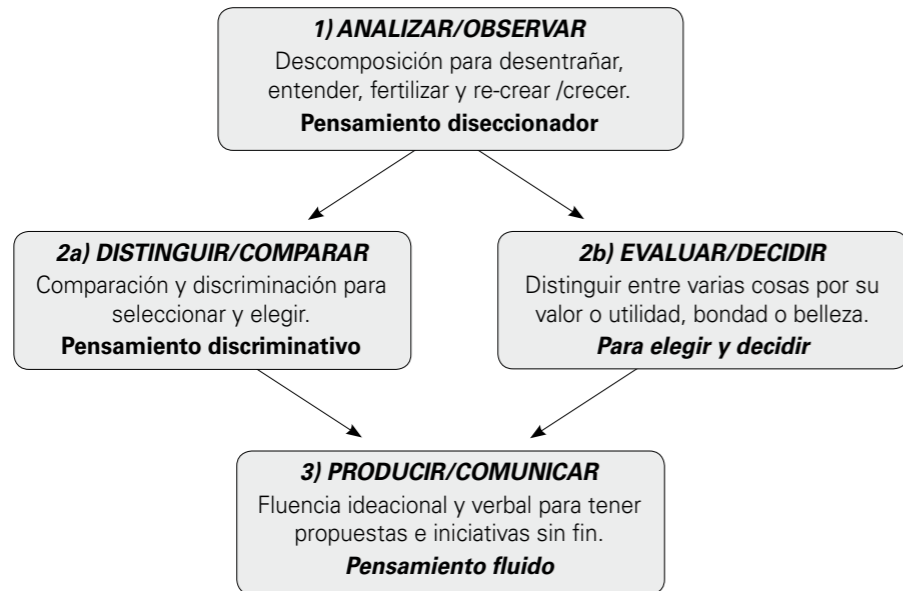 1) ANALIZAR/OBSERVAR
Descomposición para desentrañar,
entender, fertilizar y re-crear /crecer.
Pensamiento diseccionador
2a) DISTINGUIR/COMPARAR
Comparación y discriminación para
seleccionar y elegir.
Pensamiento discriminativo
2b) EVALUAR/DECIDIR
Distinguir entre varias cosas por su
valor o utilidad, bondad o belleza.
Para elegir y decidir
3) PRODUCIR/COMUNICAR
Fluencia ideacional y verbal para tener
propuestas e iniciativas sin fin.
Pensamiento fluido